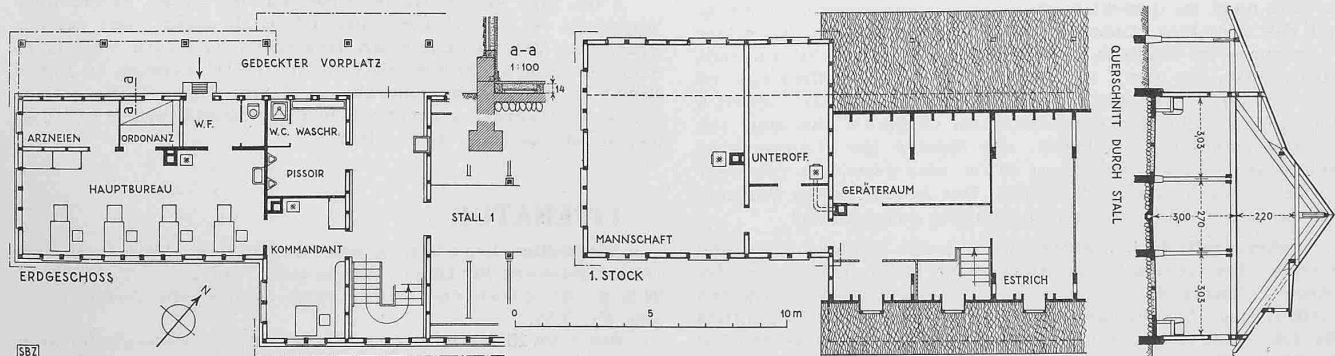 GEDECKTER VORPLATZ
a-a
1:100
14
a
a
ARZNEIEN
ORDONANZ
W.F.
W.C. WASCHR.
PISSOIR
HAUPTBUREAU
STALL 1
KOMMANDANT
ERDGESCHOSS
N
SBZ
0 5 10 m
UNTEROFF.
GERÄTERAUM
MANNSCHAFT
1. STOCK
ESTRICH
QUERSCHNITT DURCH STALL
3,03
3,00
2,70
2,20
3,03